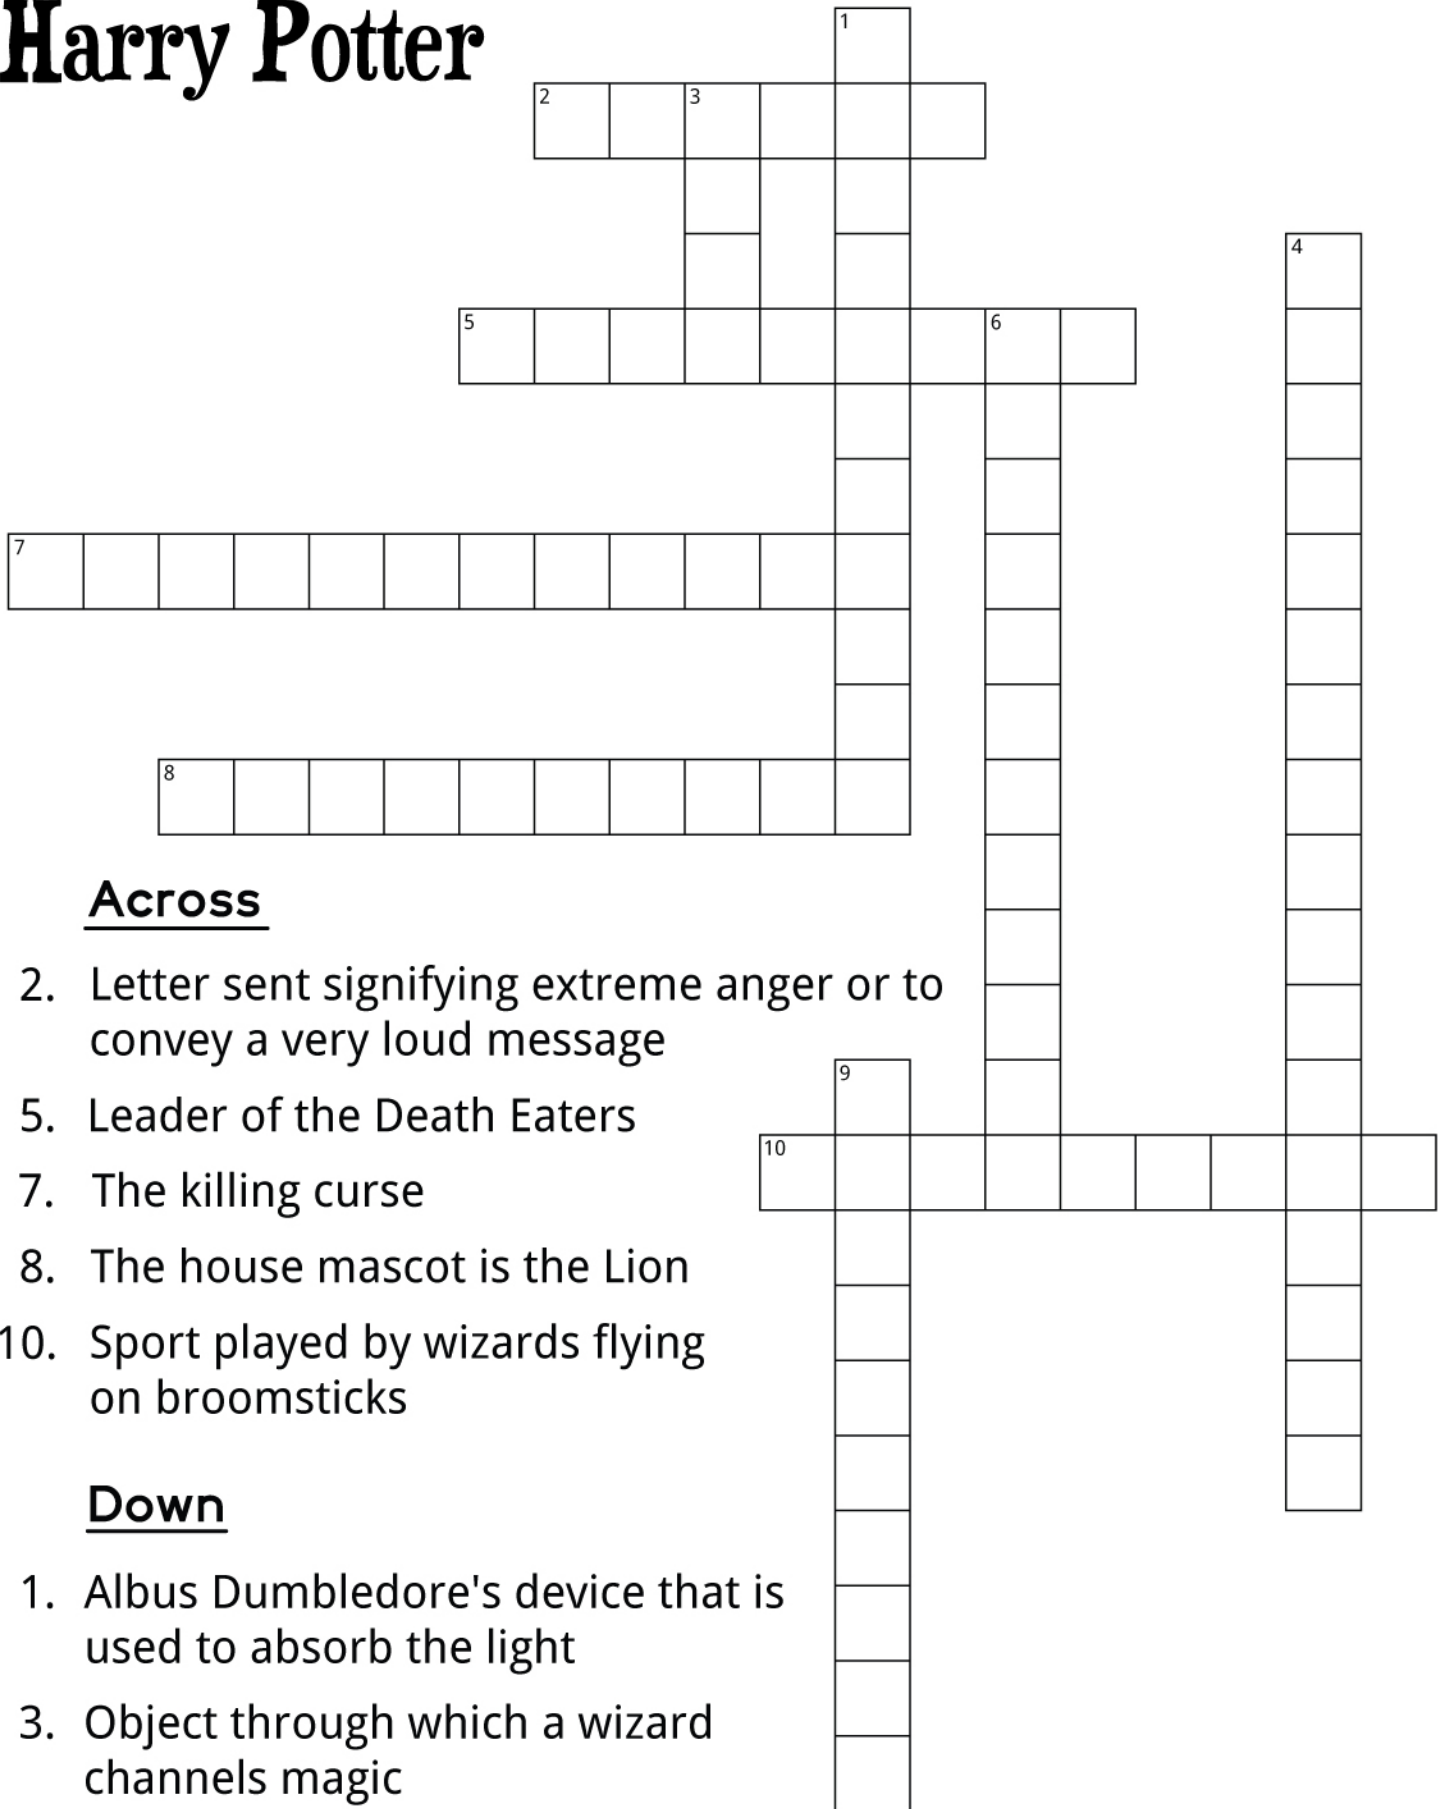 Harry Potter
1
2 3
4
5 6
7
8
Across
2. Letter sent signifying extreme anger or to
convey a very loud message
5. Leader of the Death Eaters
7. The killing curse
8. The house mascot is the Lion
10. Sport played by wizards flying
on broomsticks
9
10
Down
1. Albus Dumbledore's device that is
used to absorb the light
3. Object through which a wizard
channels magic